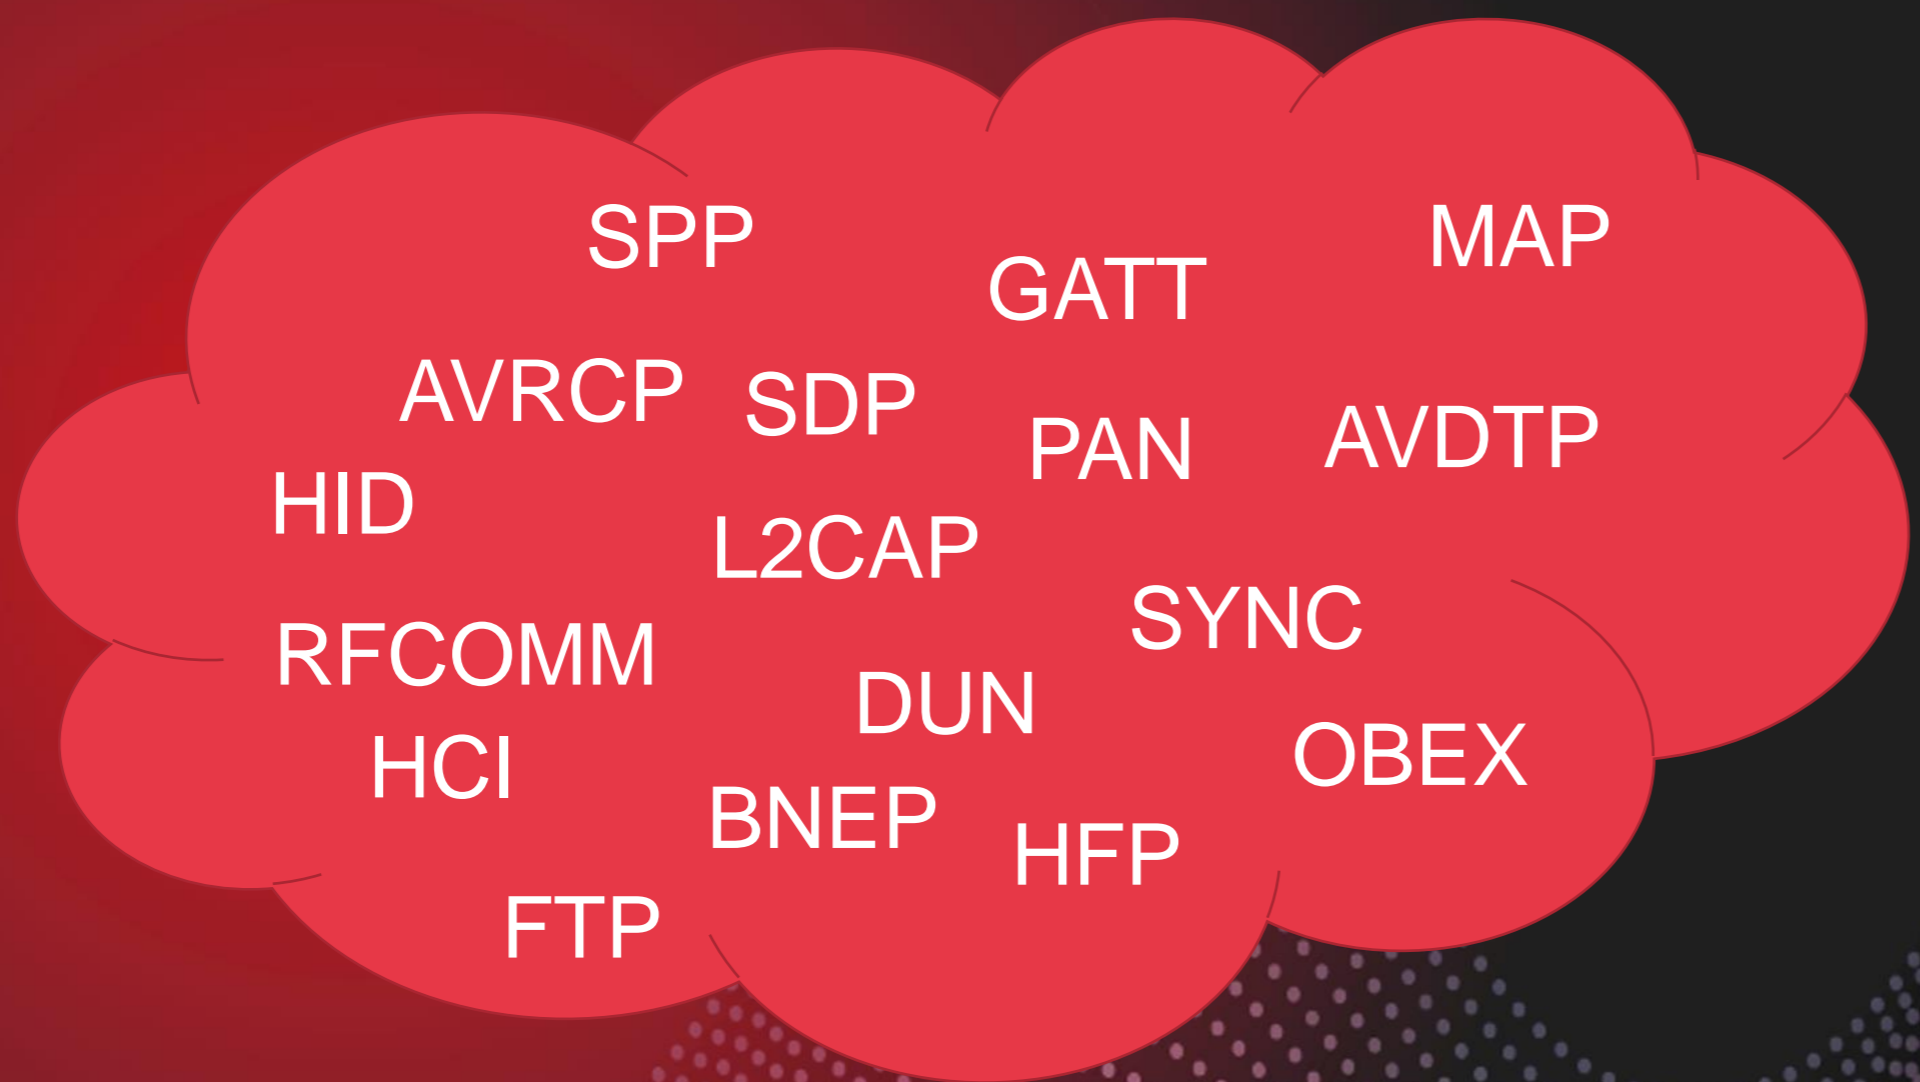 SPP
MAP
GATT
AVRCP
SDP
PAN
AVDTP
HID
L2CAP
SYNC
RFCOMM
DUN
OBEX
HCI
BNEP
HFP
FTP